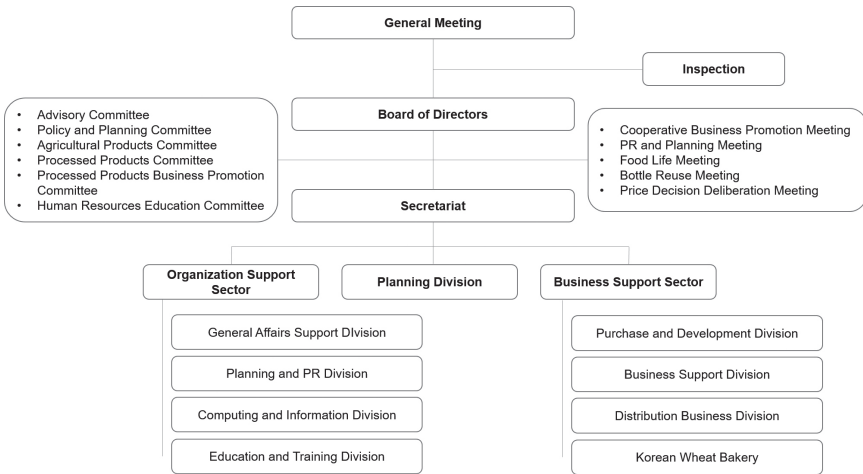 General Meeting
Inspection
Board of Directors
• Advisory Committee
• Policy and Planning Committee
• Agricultural Products Committee
• Processed Products Committee
• Processed Products Business Promotion
Committee
• Human Resources Education Committee
• Cooperative Business Promotion Meeting
• PR and Planning Meeting
• Food Life Meeting
• Bottle Reuse Meeting
• Price Decision Deliberation Meeting
Secretariat
Organization Support
Sector
Planning Division
Business Support Sector
General Affairs Support DIvision
Planning and PR Division
Computing and Information Division
Education and Training Division
Purchase and Development Division
Business Support Division
Distribution Business Division
Korean Wheat Bakery